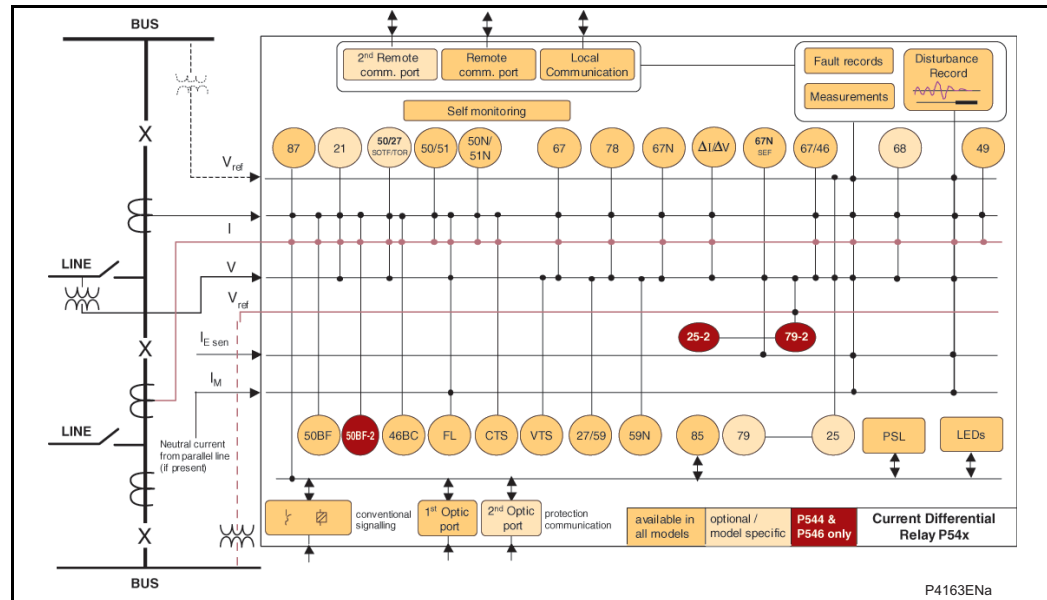 BUS
2nd Remote
comm. port
Remote
comm. port
Local
Communication
Fault records
Measurements
Disturbance
Record
Self monitoring
87
21
50/27
SOTF/TOR
50/51
50N/
51N
67
78
67N
ΔI/ΔV
67N
SEF
67/46
68
49
Vref
I
LINE
V
Vref
25-2
79-2
IE sen
IM
LINE
Neutral current
from parallel line
(if present)
50BF
50BF-2
46BC
FL
CTS
VTS
27/59
59N
85
79
25
PSL
LEDs
conventional
signalling
1st Optic
port
2nd Optic
port
protection
communication
available in
all models
optional /
model specific
P544 &
P546 only
Current Differential
Relay P54x
BUS
P4163ENa
X
X
X
X